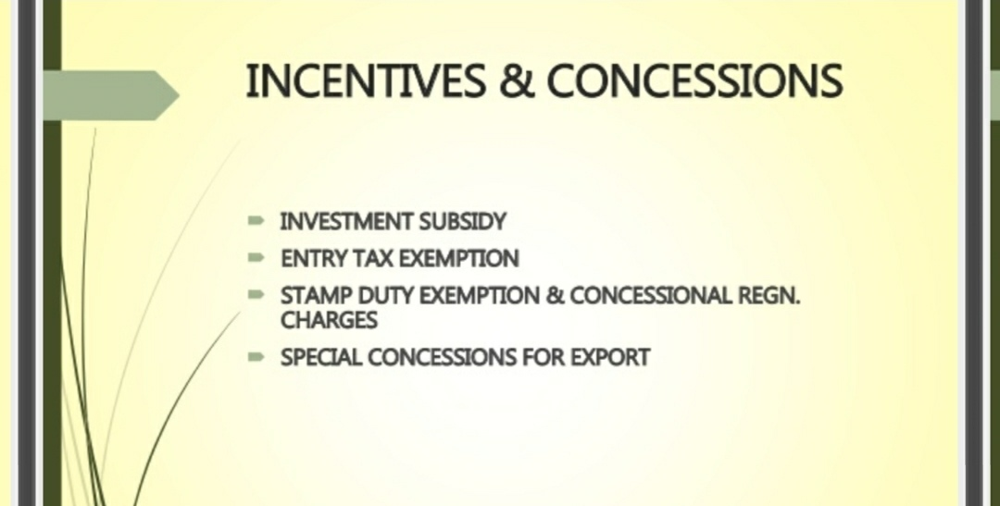 INCENTIVES & CONCESSIONS
INVESTMENT SUBSIDY
ENTRY TAX EXEMPTION
STAMP DUTY EXEMPTION & CONCESSIONAL REGN.
CHARGES
SPECIAL CONCESSIONS FOR EXPORT